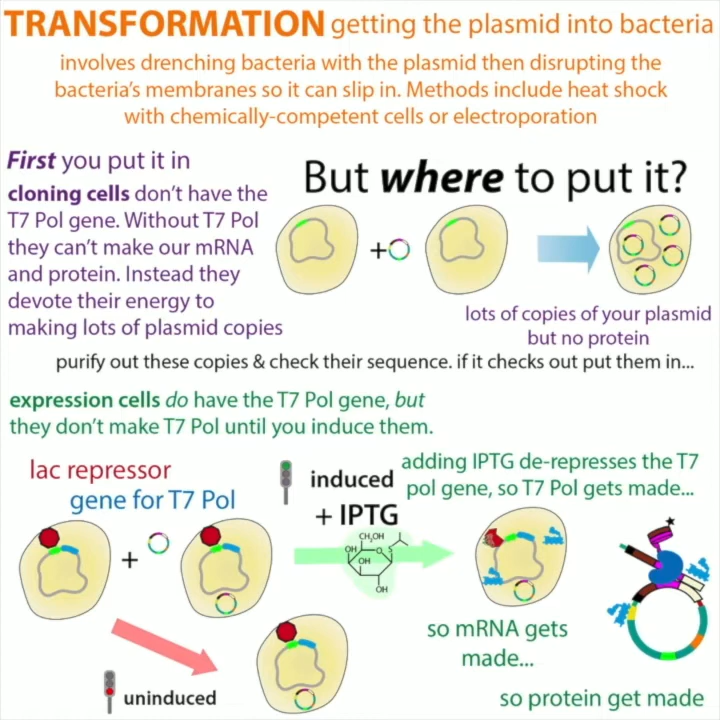 TRANSFORMATION getting the plasmid into bacteria
involves drenching bacteria with the plasmid then disrupting the
bacteria's membranes so it can slip in. Methods include heat shock
with chemically-competent cells or electroporation
First you put it in
cloning cells don't have the
T7 Pol gene. Without T7 Pol
they can't make our mRNA
and protein. Instead they
devote their energy to
making lots of plasmid copies
But where to put it?
+
lots of copies of your plasmid
but no protein
purify out these copies & check their sequence. if it checks out put them in...
expression cells do have the T7 Pol gene, but
they don't make T7 Pol until you induce them.
lac repressor
gene for T7 Pol
induced
+ IPTG
adding IPTG de-represses the T7
pol gene, so T7 Pol gets made...
+
CH₂OH
OH
O
S
OH
OH
so mRNA gets
made...
uninduced
so protein get made